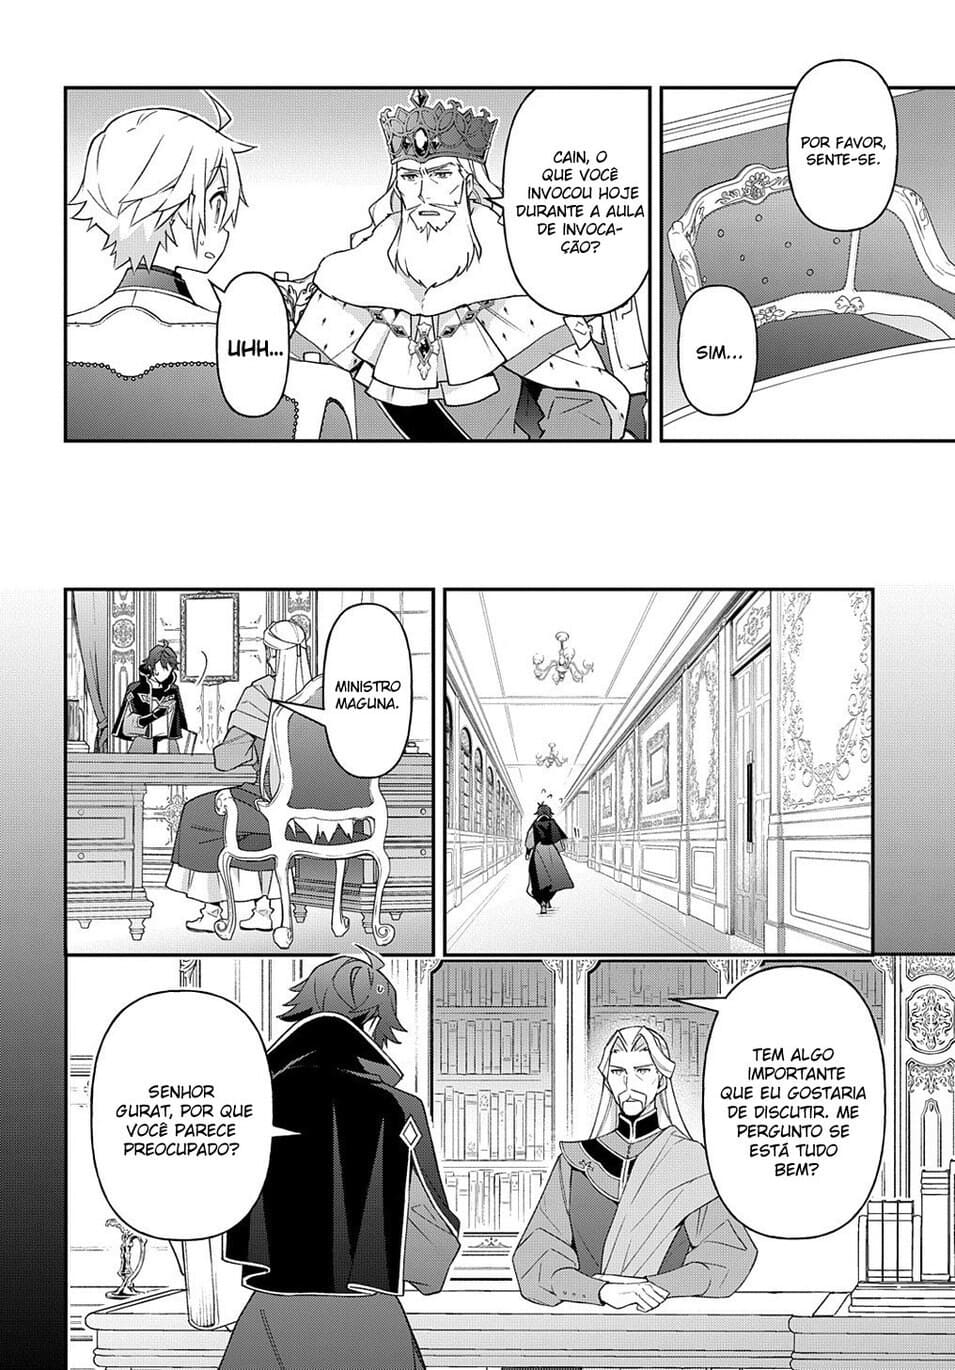 POR FAVOR,
SENTE-SE.
SIM...
CAIN, O
QUE VOCÊ
INVOCOU HOJE
DURANTE A AULA
DE INVOCA-
ÇÃO?
UHH...
MINISTRO
MAGUNA.
TEM ALGO
IMPORTANTE
QUE EU GOSTARIA
DE DISCUTIR. ME
PERGUNTO SE
ESTÁ TUDO
BEM?
SENHOR
GURAT, POR QUE
VOCÊ PARECE
PREOCUPADO?